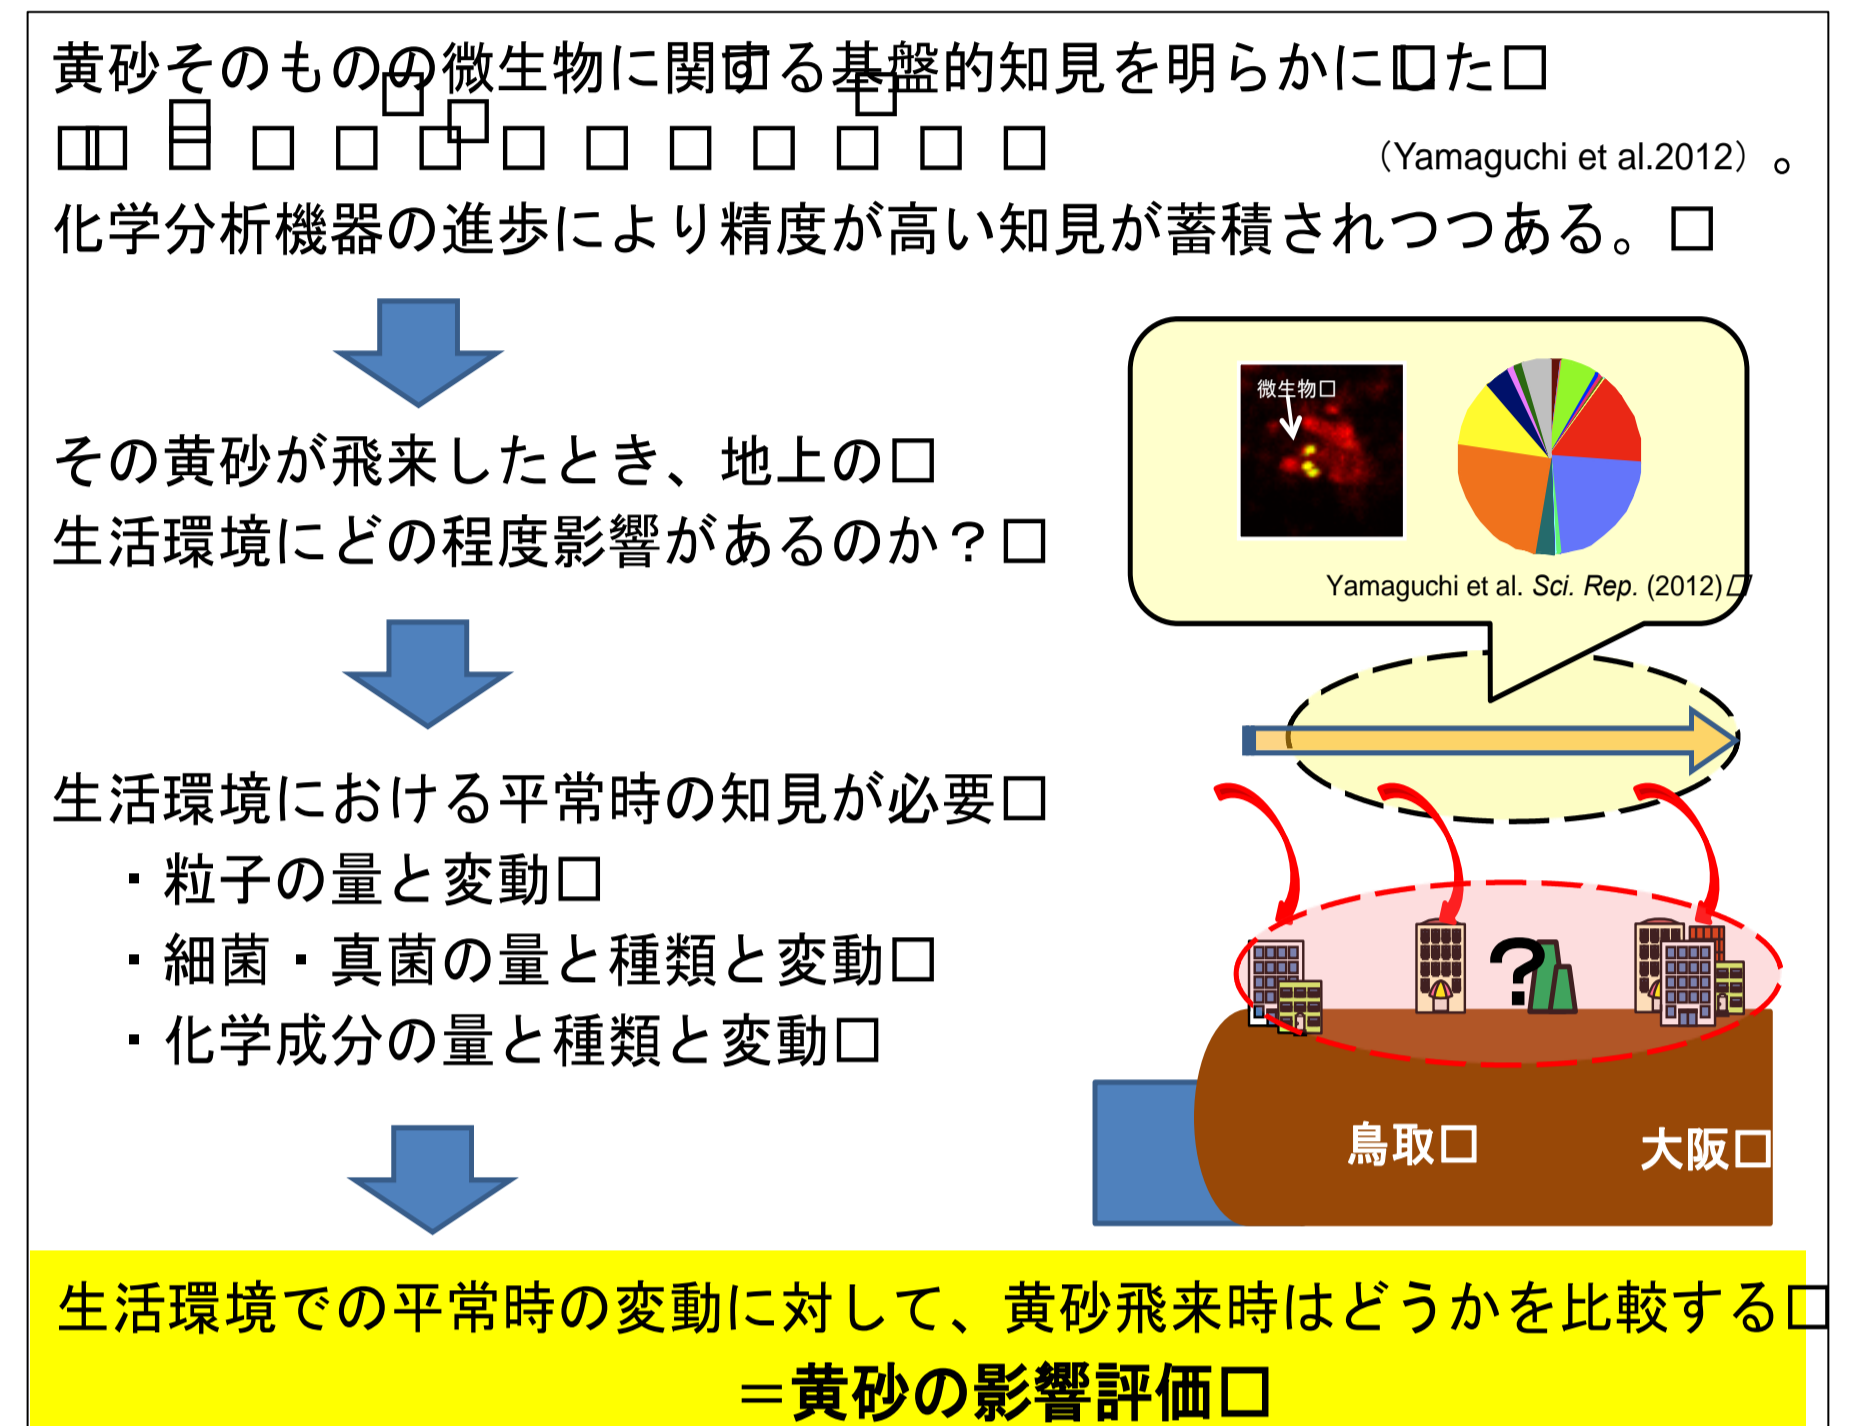 黄砂そのものの微生物に関する基盤的知見を明らかにした
（Yamaguchi et al.2012）。
化学分析機器の進歩により精度が高い知見が蓄積されつつある。
その黄砂が飛来したとき、地上の
生活環境にどの程度影響があるのか？
生活環境における平常時の知見が必要
・粒子の量と変動
・細菌・真菌の量と種類と変動
・化学成分の量と種類と変動
微生物
Yamaguchi et al. Sci. Rep. (2012)
?
鳥取
大阪
生活環境での平常時の変動に対して、黄砂飛来時はどうかを比較する
＝黄砂の影響評価